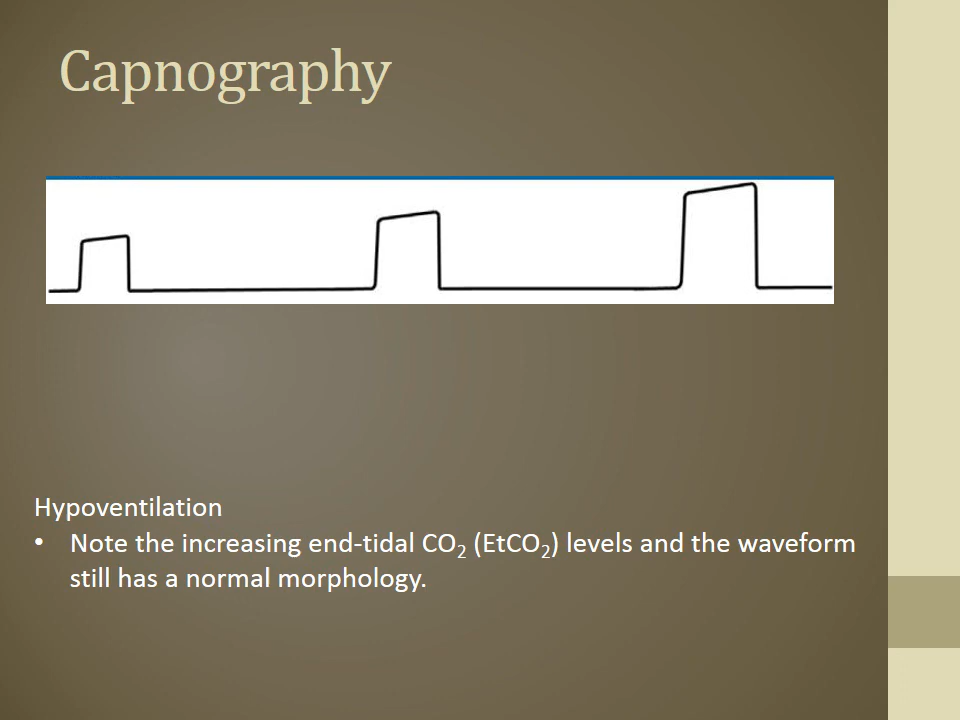 Capnography
Hypoventilation
• Note the increasing end-tidal CO₂ (EtCO₂) levels and the waveform
still has a normal morphology.